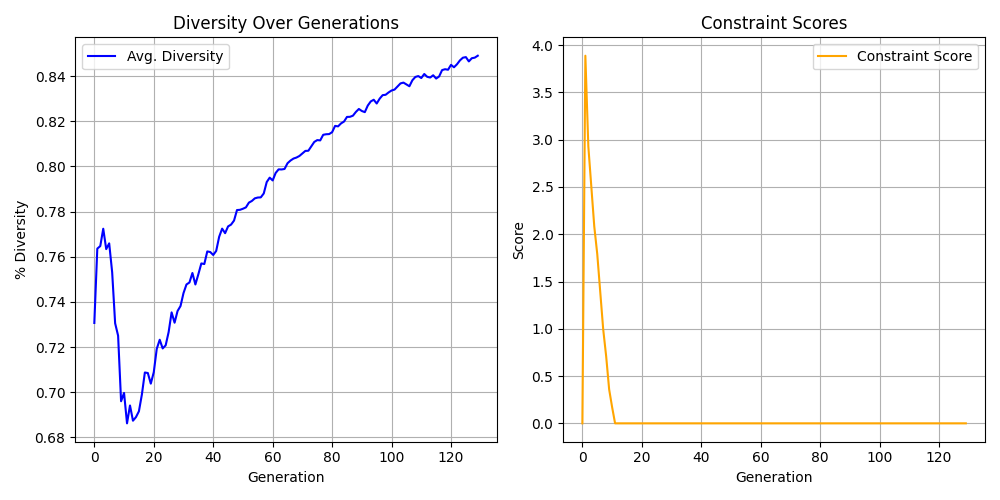 Diversity Over Generations
Avg. Diversity
% Diversity
0.84
0.82
0.80
0.78
0.76
0.74
0.72
0.70
0.68
0 20 40 60 80 100 120
Generation
Constraint Scores
Constraint Score
Score
4.0
3.5
3.0
2.5
2.0
1.5
1.0
0.5
0.0
0 20 40 60 80 100 120
Generation